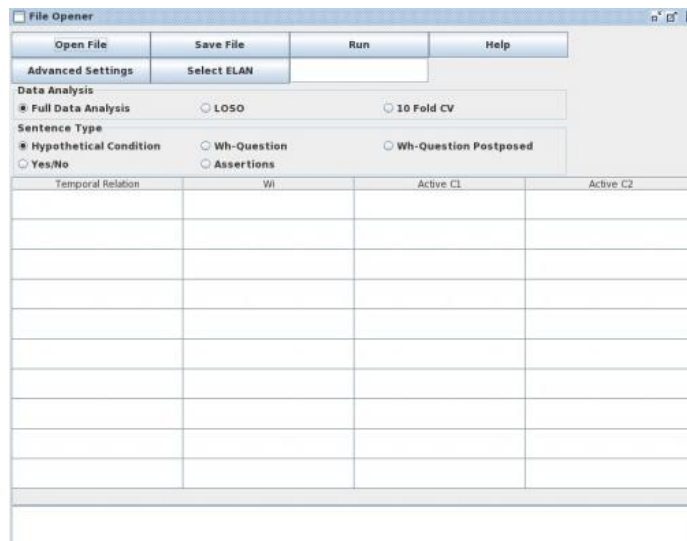 File Opener
Open File Save File Run Help
Advanced Settings Select ELAN
Data Analysis
Full Data Analysis LOSO 10 Fold CV
Sentence Type
Hypothetical Condition Wh-Question Wh-Question Postposed
Yes/No Assertions
Temporal Relation Wi Active C1 Active C2